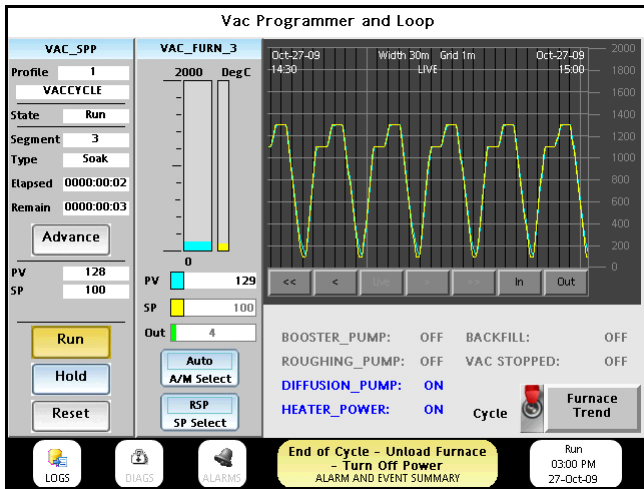 Vac Programmer and Loop
VAC_SPP
Profile 1
VACCYCLE
State Run
Segment 3
Type Soak
Elapsed 0000:00:02
Remain 0000:00:03
Advance
PV 128
SP 100
Run
Hold
Reset
VAC_FURN_3
2000 DegC
0
PV 129
SP 100
Out 4
Auto
A/M Select
RSP
SP Select
Oct-27-09 Width 30m Grid 1m Oct-27-09
14:30 LIVE 15:00
2000
1800
1600
1400
1200
1000
800
600
400
200
0
<< < Live > >> In Out
BOOSTER_PUMP: OFF BACKFILL: OFF
ROUGHING_PUMP: OFF VAC STOPPED: OFF
DIFFUSION_PUMP: ON
HEATER_POWER: ON Cycle
Furnace
Trend
LOGS
DIAGS
ALARMS
End of Cycle - Unload Furnace
- Turn Off Power
ALARM AND EVENT SUMMARY
Run
03:00 PM
27-Oct-09